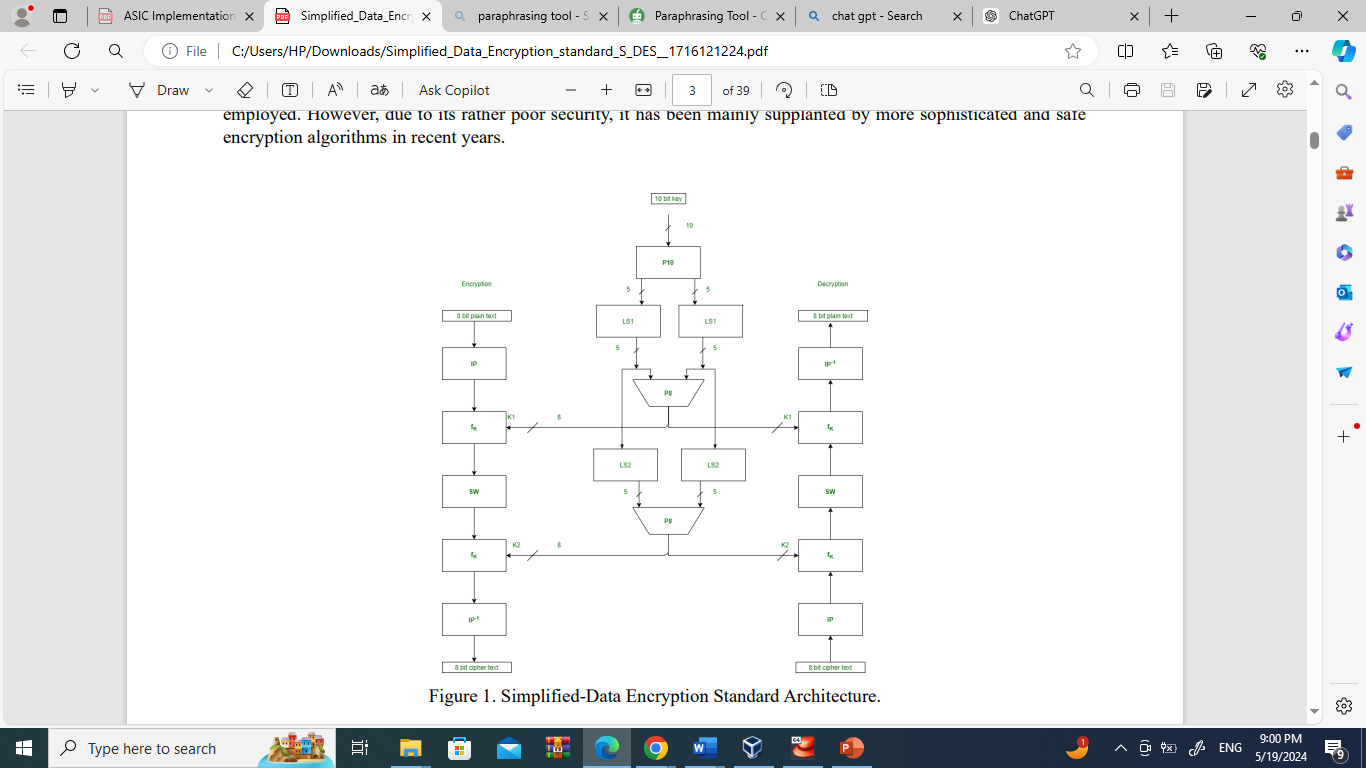 ASIC Implementation
Simplified_Data_Encry
paraphrasing tool - S
Paraphrasing Tool - C
chat gpt - Search
ChatGPT
File
C:/Users/HP/Downloads/Simplified_Data_Encryption_standard_S_DES__1716121224.pdf
Draw
aあ
Ask Copilot
3
of 39
employed. However, due to its rather poor security, it has been mainly supplanted by more sophisticated and safe
encryption algorithms in recent years.
10 bit key
10
P10
Encryption
Decryption
5
5
8 bit plain text
LS1
LS1
8 bit plain text
5
5
IP
IP-1
P8
K1
8
K1
fK
fK
LS2
LS2
SW
5
5
SW
P8
K2
8
K2
fK
fK
IP-1
IP
8 bit cipher text
8 bit cipher text
Figure 1. Simplified-Data Encryption Standard Architecture.
Type here to search
1
ENG
9:00 PM
5/19/2024
9